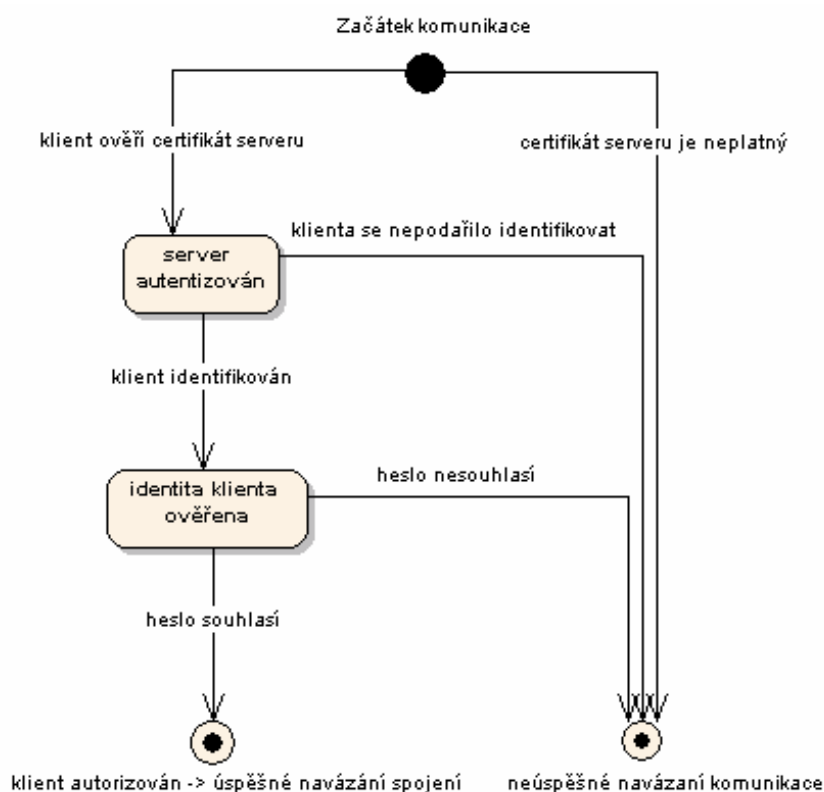 Začátek komunikace
klient ověří certifikát serveru
certifikát serveru je neplatný
klienta se nepodařilo identifikovat
server
autentizován
klient identifikován
heslo nesouhlasí
identita klienta
ověřena
heslo souhlasí
klient autorizován -> úspěšné navázání spojení
neúspěšné navázaní komunikace